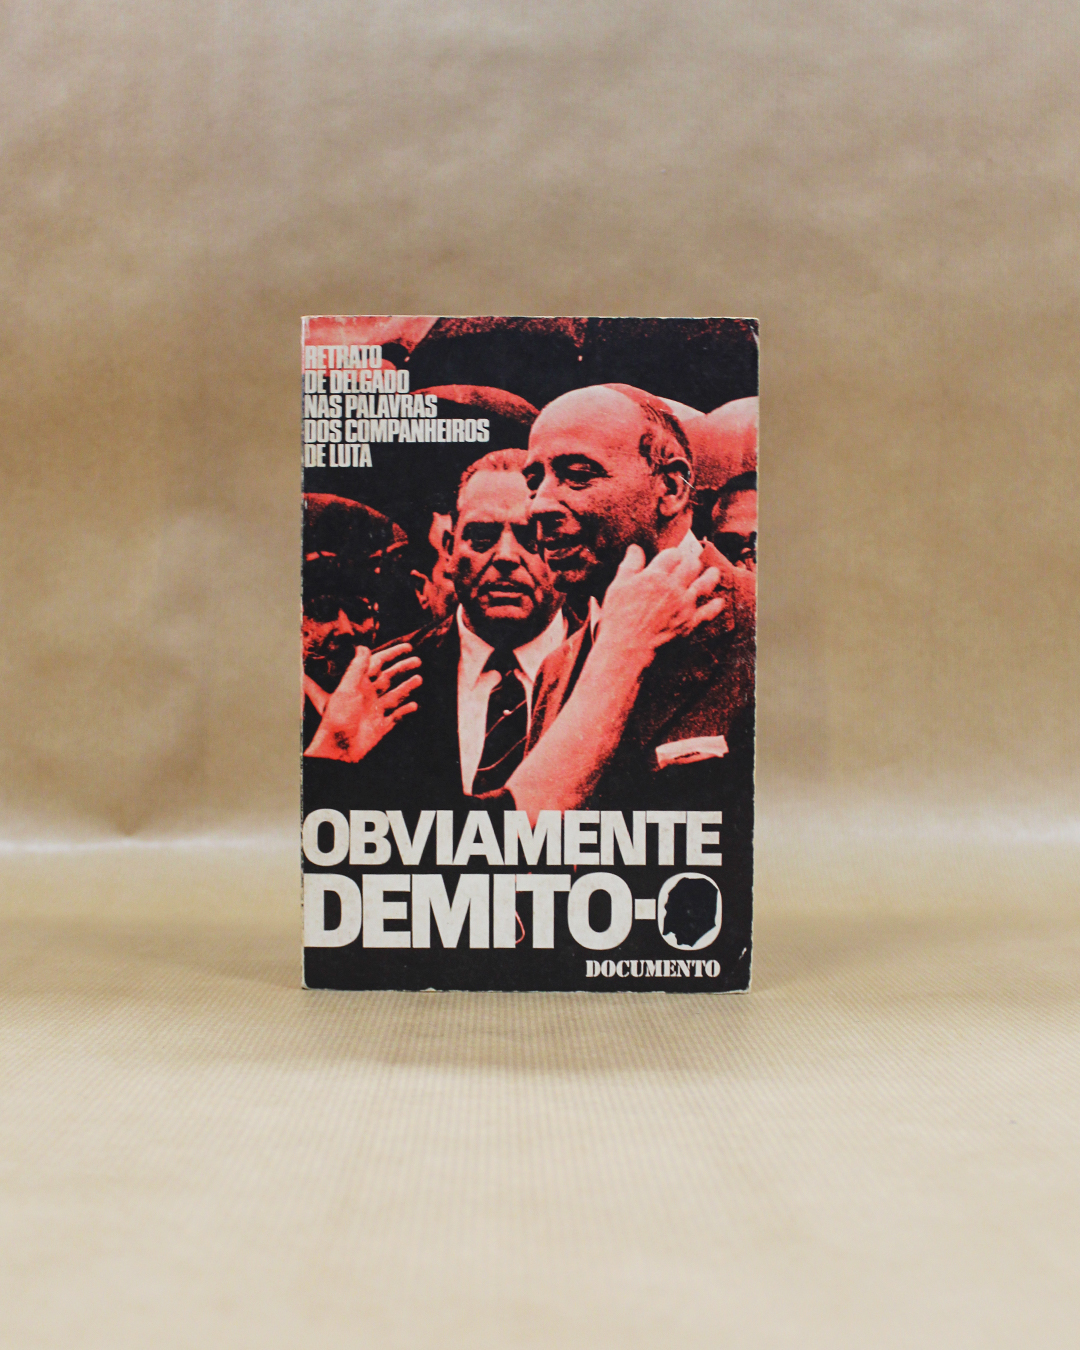 RETRATO
DE DELGADO
NAS PALAVRAS
DOS COMPANHEIROS
DE LUTA
OBVIAMENTE
DEMITO-O
DOCUMENTO